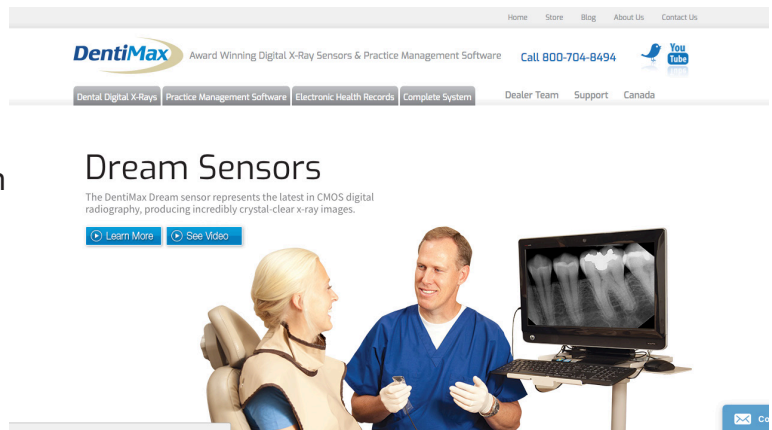 Home Store Blog About Us Contact Us
DentiMax Award Winning Digital X-Ray Sensors & Practice Management Software Call 800-704-8494 You Tube
Dental Digital X-Rays Practice Management Software Electronic Health Records Complete System Dealer Team Support Canada
Dream Sensors
The DentiMax Dream sensor represents the latest in CMOS digital
radiography, producing incredibly crystal-clear x-ray images.
Learn More See Video